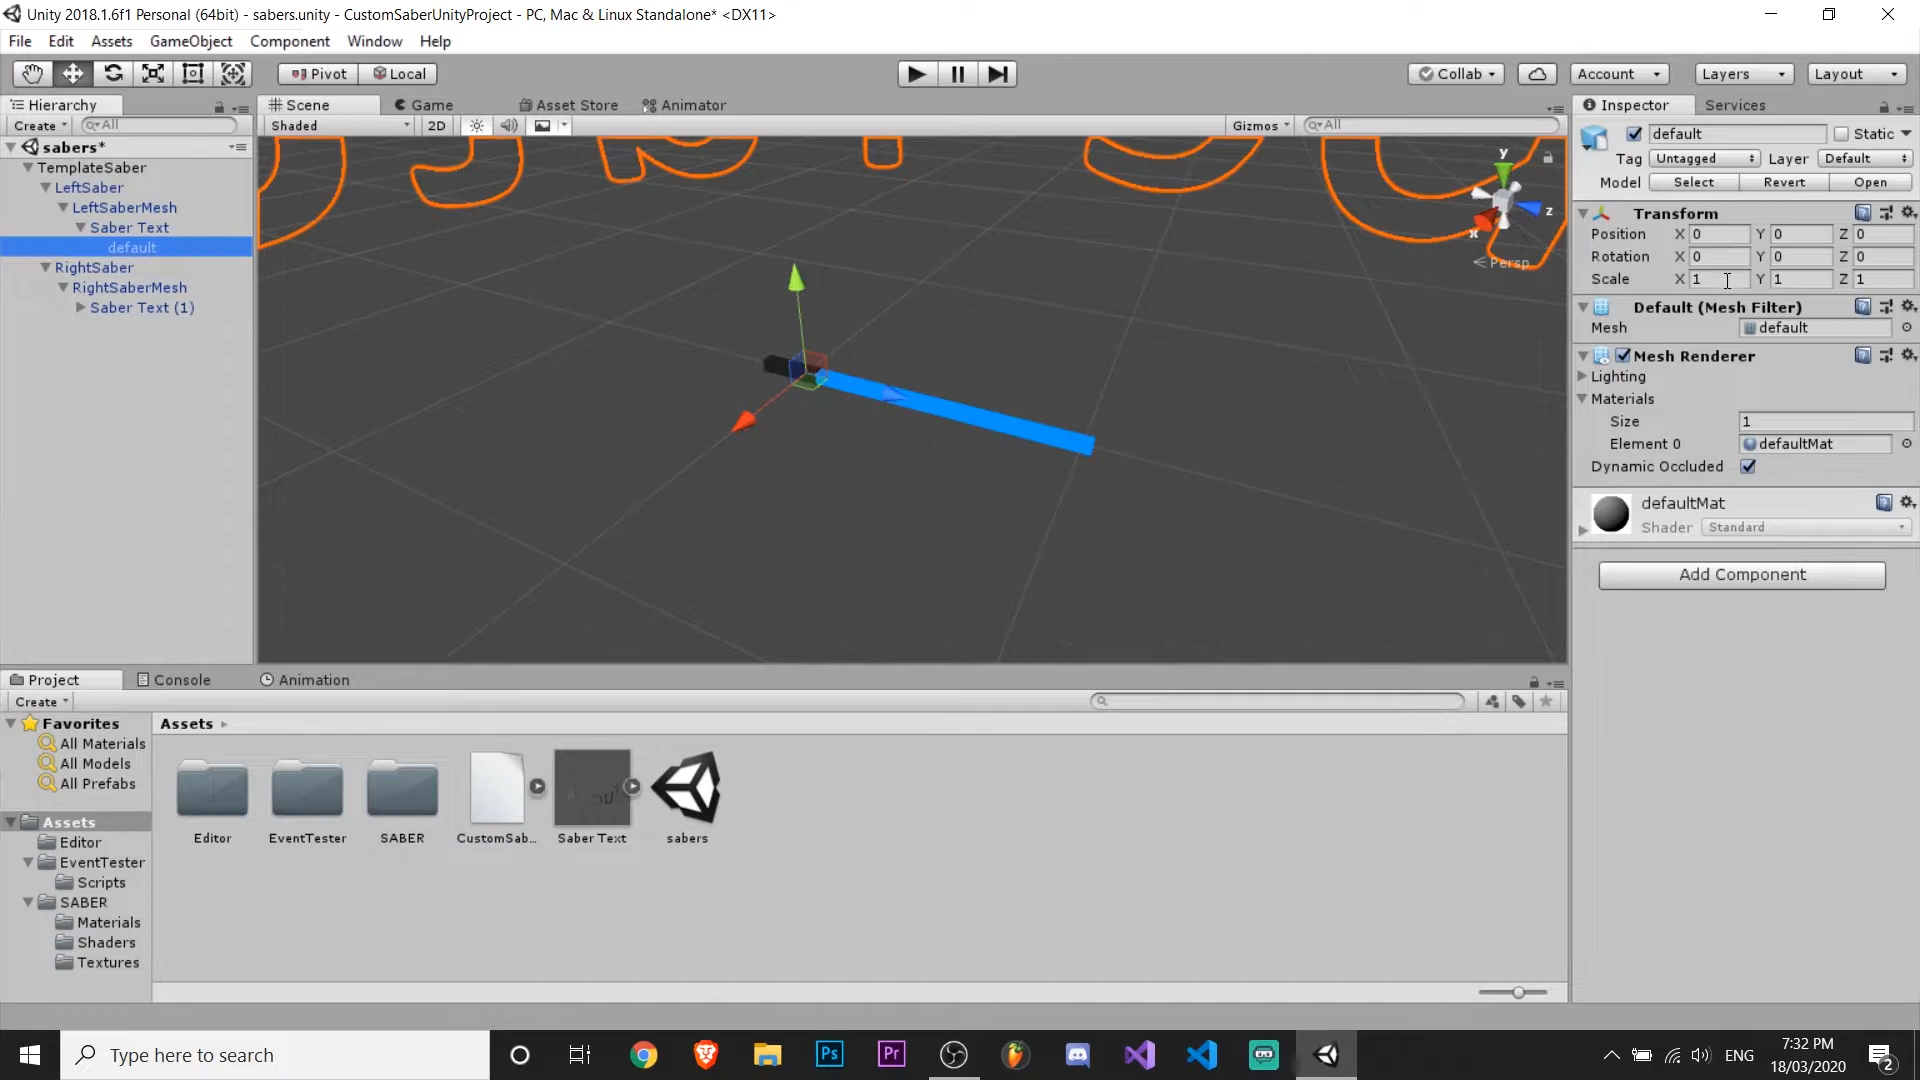 Unity 2018.1.6f1 Personal (64bit) - sabers.unity - CustomSaberUnityProject - PC, Mac & Linux Standalone* <DX11>
File Edit Assets GameObject Component Window Help
Pivot Local Collab Account Layers Layout
Hierarchy Scene Game Asset Store Animator Inspector Services
Create All Shaded 2D Gizmos All
sabers*
TemplateSaber
LeftSaber
LeftSaberMesh
Saber Text
default
RightSaber
RightSaberMesh
Saber Text (1)
y
z
x
Persp
default Static
Tag Untagged Layer Default
Model Select Revert Open
Transform
Position X 0 Y 0 Z 0
Rotation X 0 Y 0 Z 0
Scale X 1 Y 1 Z 1
Default (Mesh Filter)
Mesh default
Mesh Renderer
Lighting
Materials
Size 1
Element 0 defaultMat
Dynamic Occluded
defaultMat
Shader Standard
Add Component
Project Console Animation
Create
Favorites
All Materials
All Models
All Prefabs
Assets
Editor
EventTester
Scripts
SABER
Materials
Shaders
Textures
Assets
Editor EventTester SABER CustomSab... Saber Text sabers
Type here to search
Ps Pr
ENG
7:32 PM
18/03/2020
2